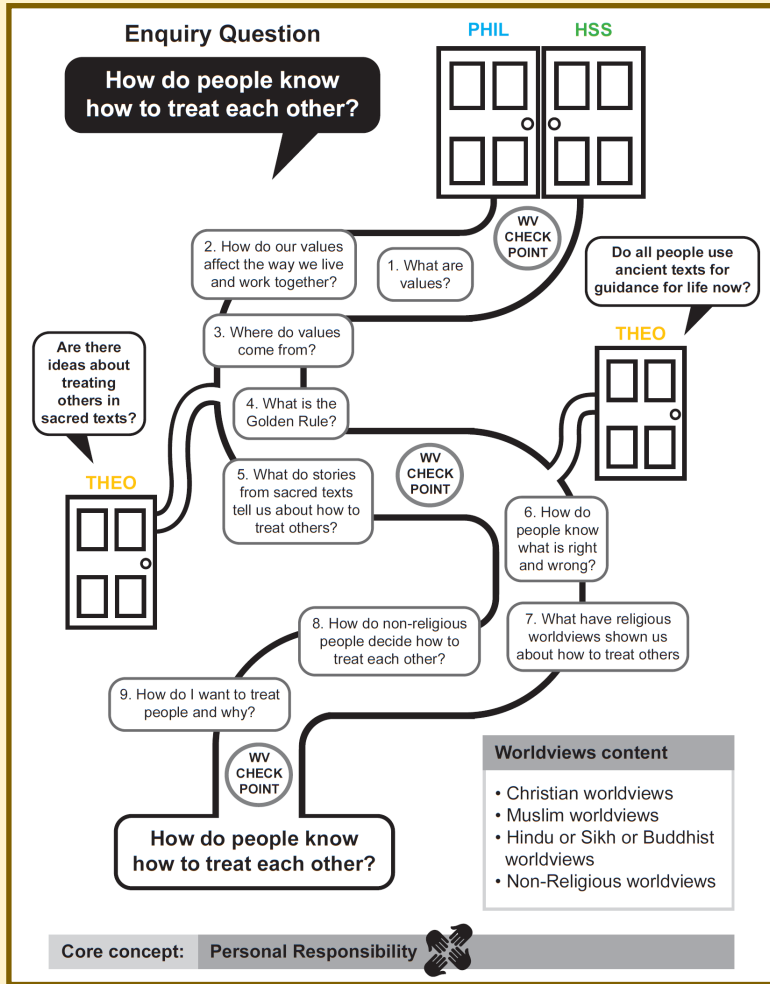 Enquiry Question
How do people know
how to treat each other?
PHIL
HSS
WV
CHECK
POINT
1. What are
values?
2. How do our values
affect the way we live
and work together?
Do all people use
ancient texts for
guidance for life now?
THEO
3. Where do values
come from?
Are there
ideas about
treating
others in
sacred texts?
THEO
4. What is the
Golden Rule?
WV
CHECK
POINT
5. What do stories
from sacred texts
tell us about how to
treat others?
6. How do
people know
what is right
and wrong?
7. What have religious
worldviews shown us
about how to treat others
8. How do non-religious
people decide how to
treat each other?
9. How do I want to treat
people and why?
WV
CHECK
POINT
How do people know
how to treat each other?
Worldviews content
• Christian worldviews
• Muslim worldviews
• Hindu or Sikh or Buddhist
worldviews
• Non-Religious worldviews
Core concept: Personal Responsibility